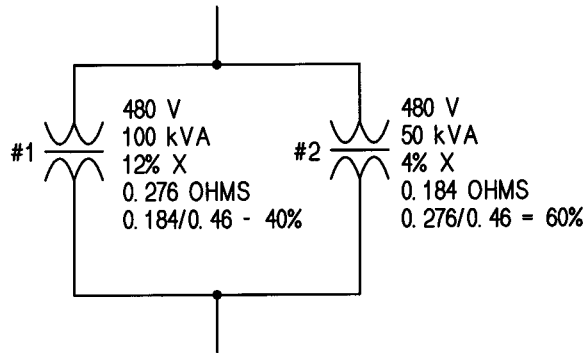 #1
480 V
100 kVA
12% X
0.276 OHMS
0.184/0.46 - 40%
#2
480 V
50 kVA
4% X
0.184 OHMS
0.276/0.46 = 60%